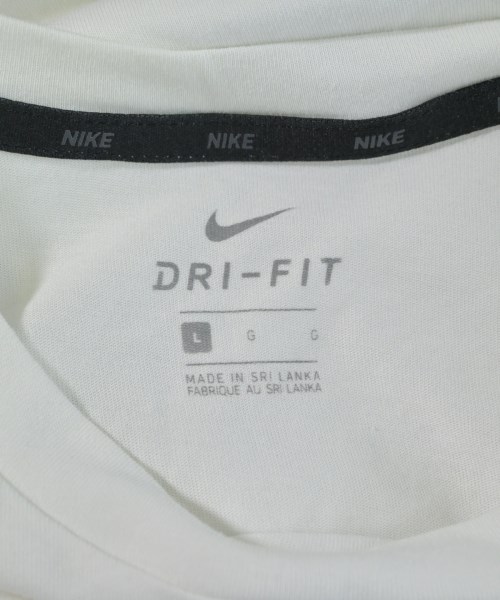 NIKE NIKE NIKE
DRI-FIT
L G G
MADE IN SRI LANKA
FABRIQUE AU SRI LANKA